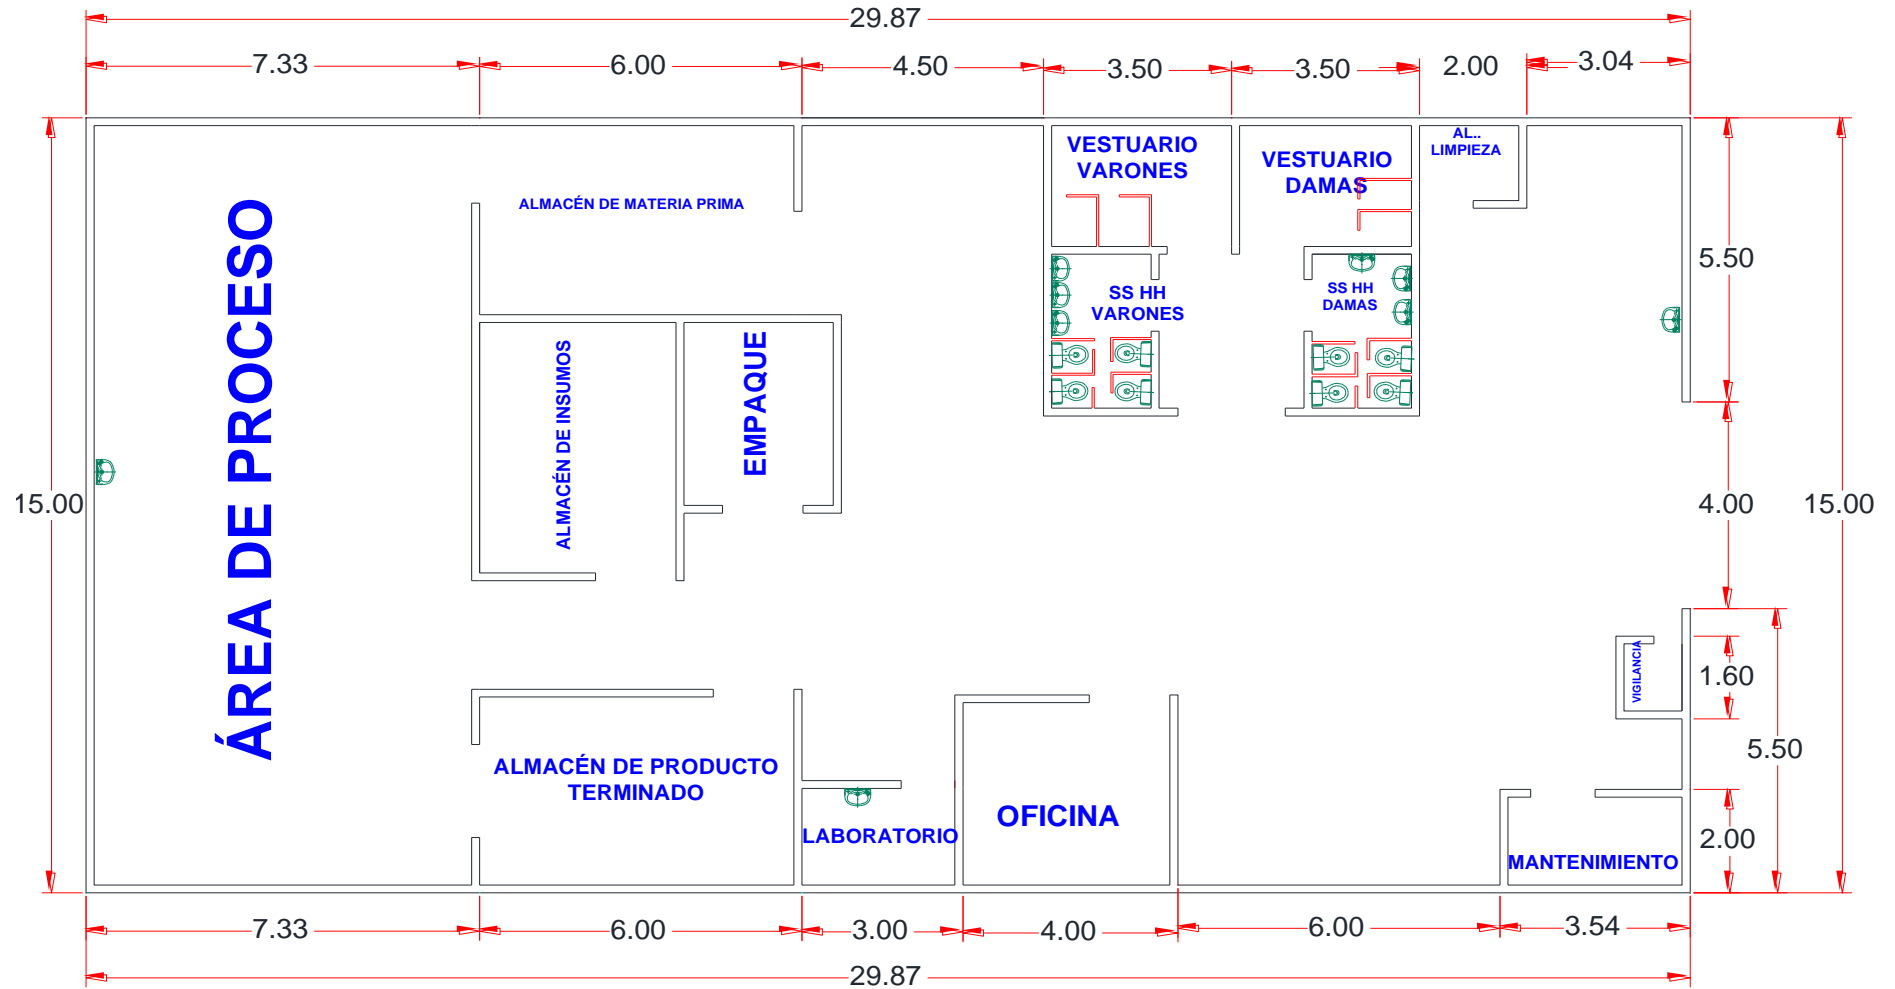 29.87
7.33
6.00
4.50
3.50
3.50
2.00
3.04
VESTUARIO
VARONES
VESTUARIO
DAMAS
AL..
LIMPIEZA
ALMACÉN DE MATERIA PRIMA
ÁREA DE PROCESO
5.50
SS HH
VARONES
SS HH
DAMAS
ALMACÉN DE INSUMOS
EMPAQUE
15.00
4.00
15.00
VIGILANCIA
1.60
5.50
ALMACÉN DE PRODUCTO
TERMINADO
LABORATORIO
OFICINA
MANTENIMIENTO
2.00
7.33
6.00
3.00
4.00
6.00
3.54
29.87